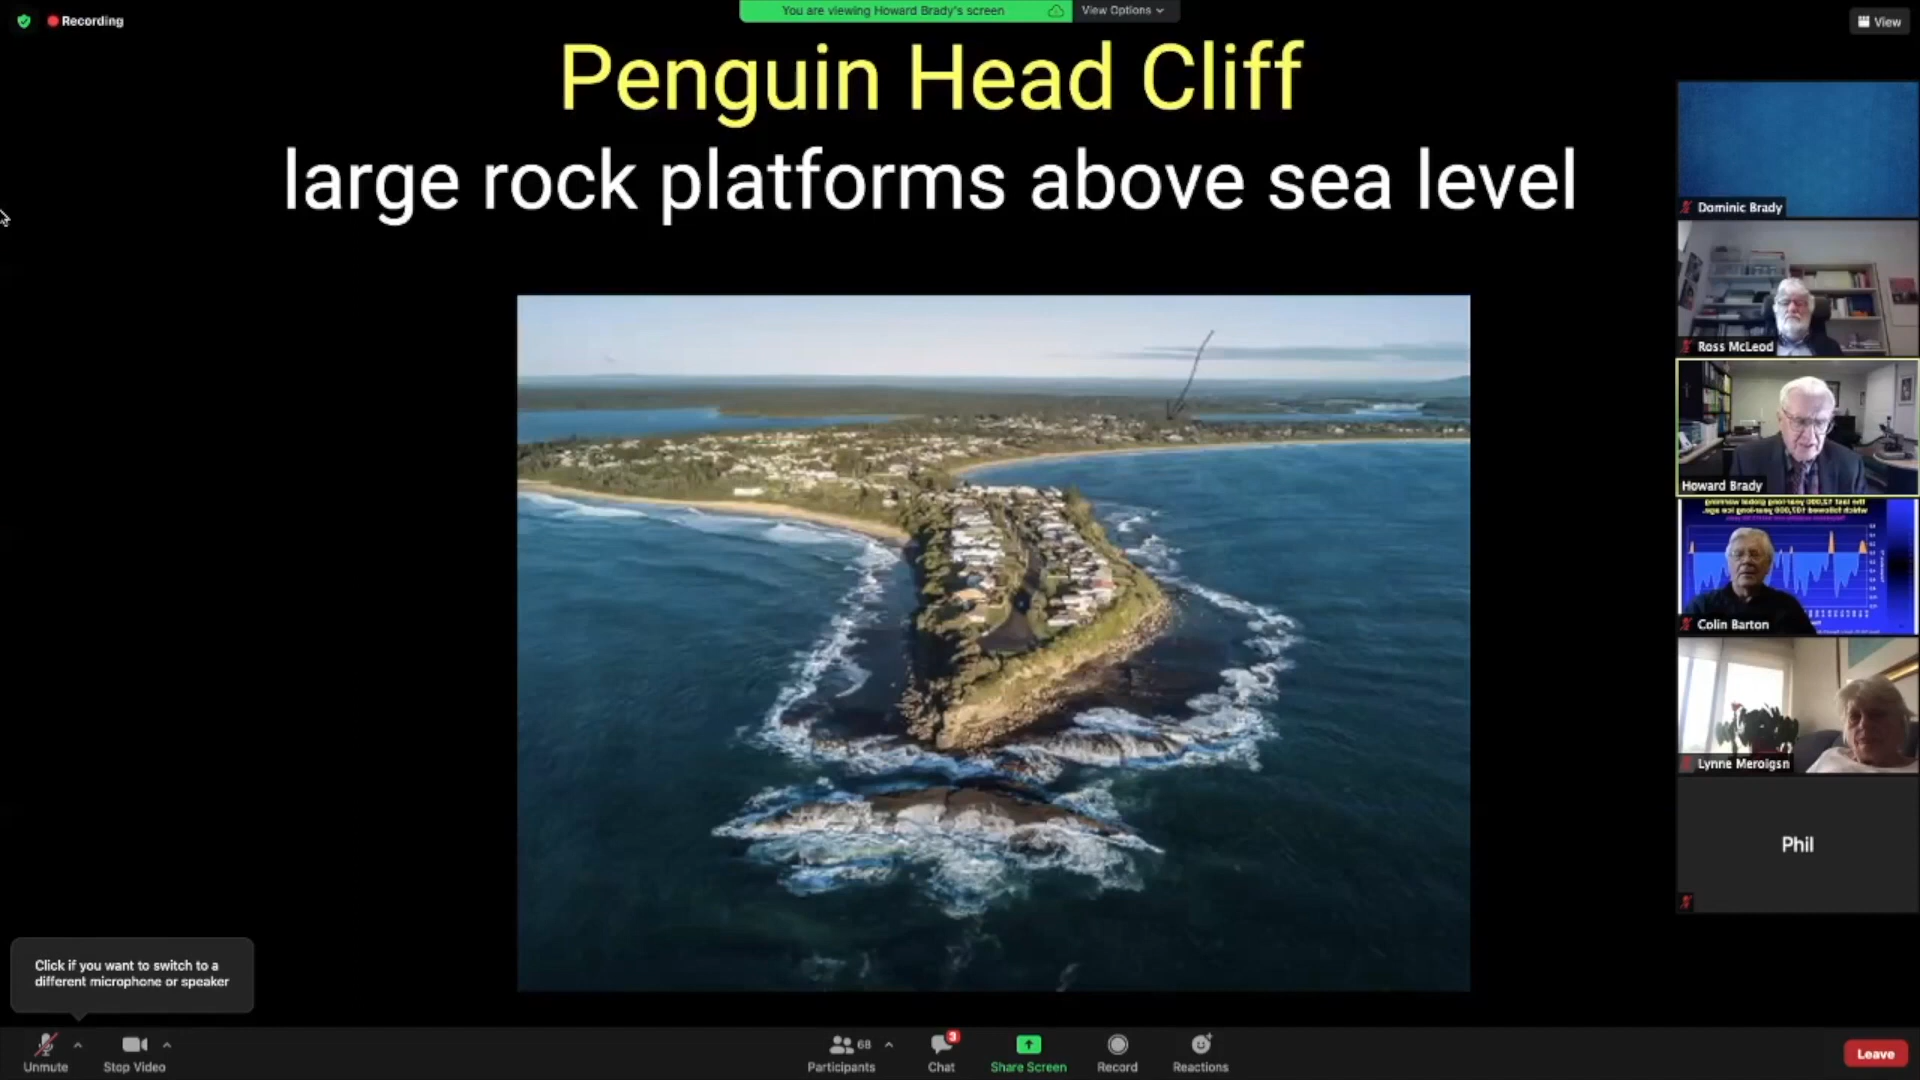 Recording
You are viewing Howard Brady's screen
View Options
View
Penguin Head Cliff
large rock platforms above sea level
Dominic Brady
Ross McLeod
Howard Brady
Colin Barton
Lynne Meroigsn
Phil
Click if you want to switch to a
different microphone or speaker
Unmute
Stop Video
68
Participants
3
Chat
Share Screen
Record
Reactions
Leave